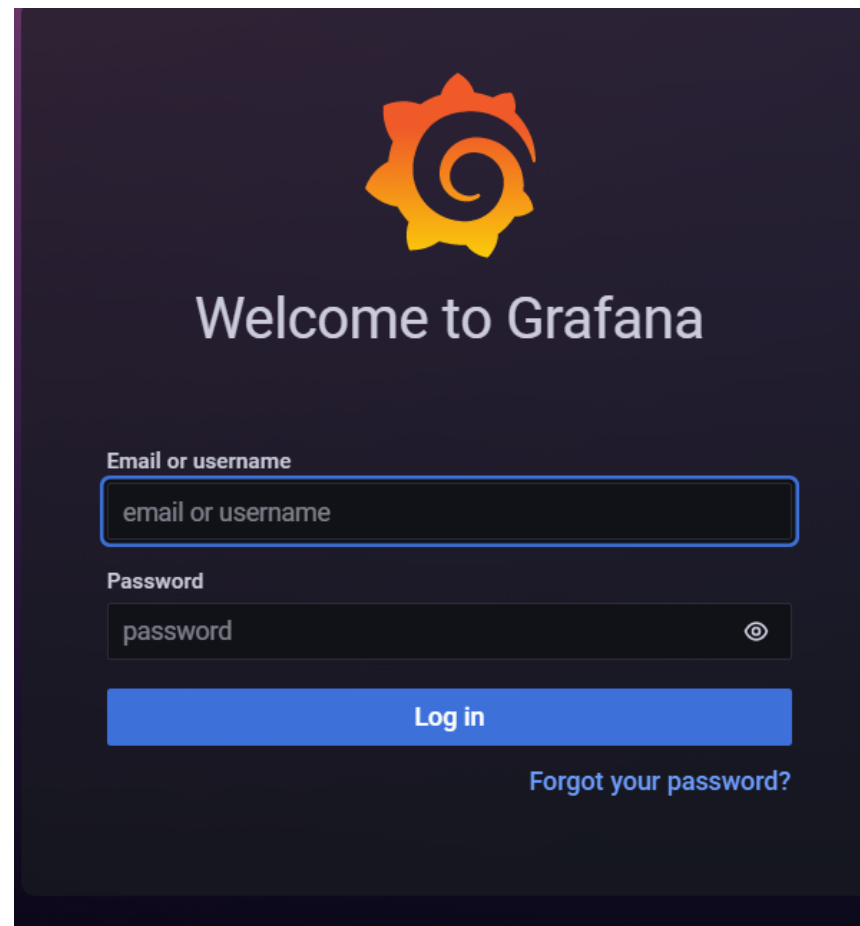 Welcome to Grafana
Email or username
email or username
Password
password
Log in
Forgot your password?